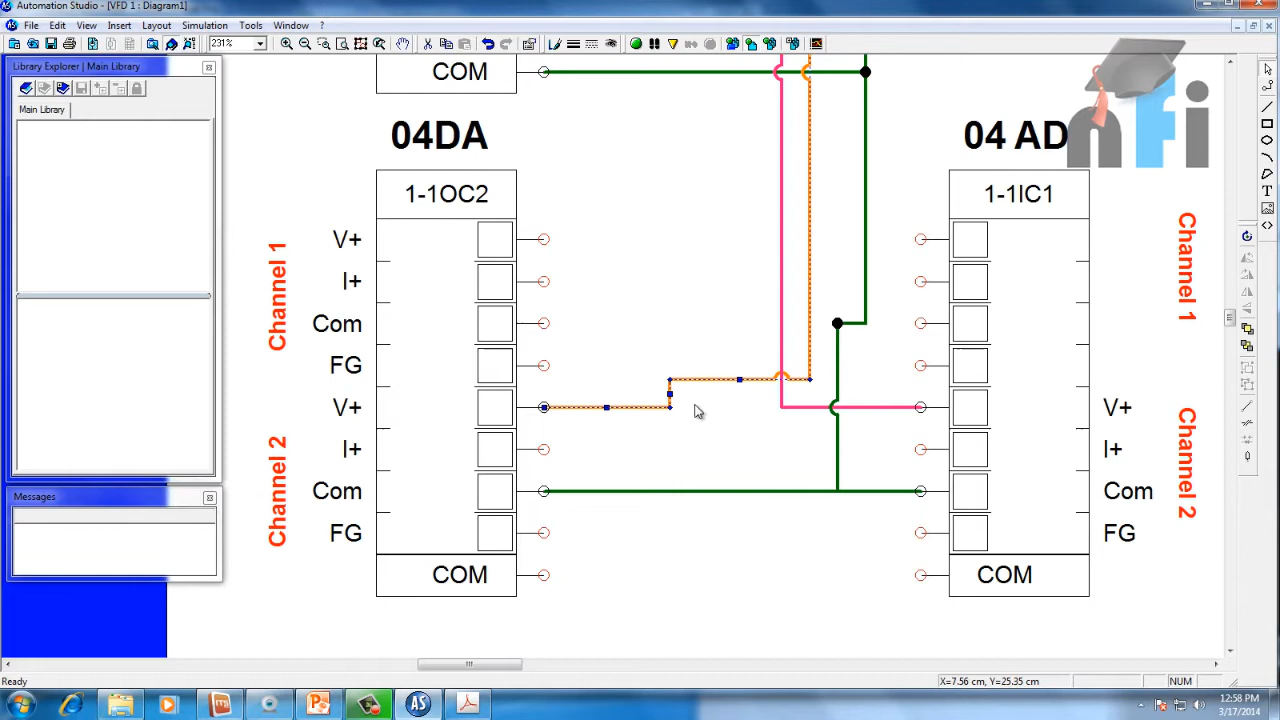 Automation Studio - [VFD 1 : Diagram1]
File Edit View Insert Layout Simulation Tools Window ?
231%
Library Explorer | Main Library
Main Library
Messages
COM
04DA
04 AD
nfi
1-1OC2
1-1IC1
V+
I+
Com
FG
V+
I+
Com
FG
COM
Channel 1
Channel 2
V+
I+
Com
FG
COM
Channel 1
Channel 2
Ready
X=7.56 cm, Y=25.35 cm
NUM
12:58 PM
3/17/2014